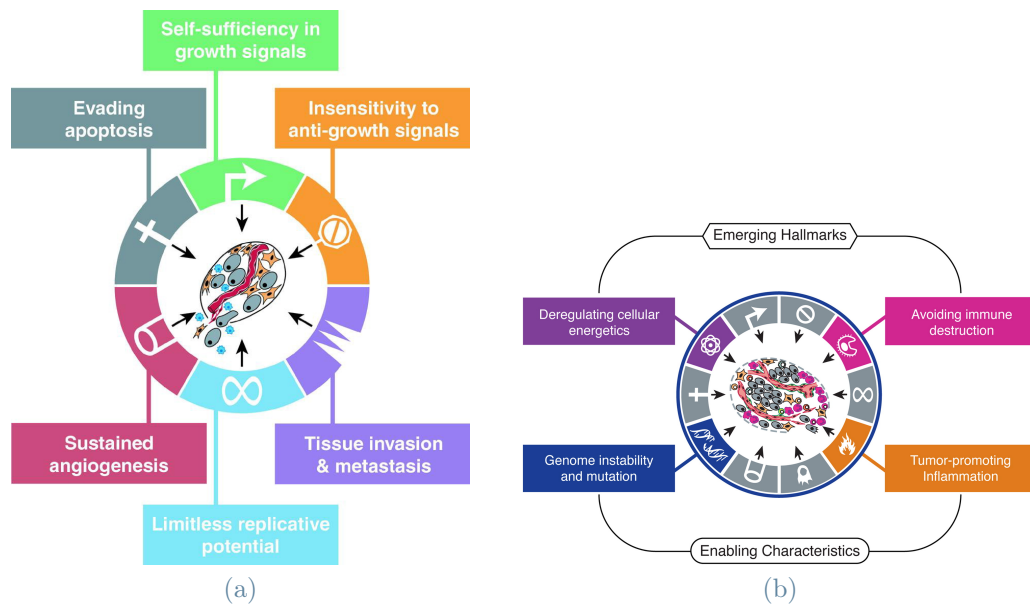 Self-sufficiency in
growth signals
Evading
apoptosis
Insensitivity to
anti-growth signals
Sustained
angiogenesis
Tissue invasion
& metastasis
Limitless replicative
potential
(a)
Emerging Hallmarks
Deregulating cellular
energetics
Avoiding immune
destruction
Genome instability
and mutation
Tumor-promoting
Inflammation
Enabling Characteristics
(b)